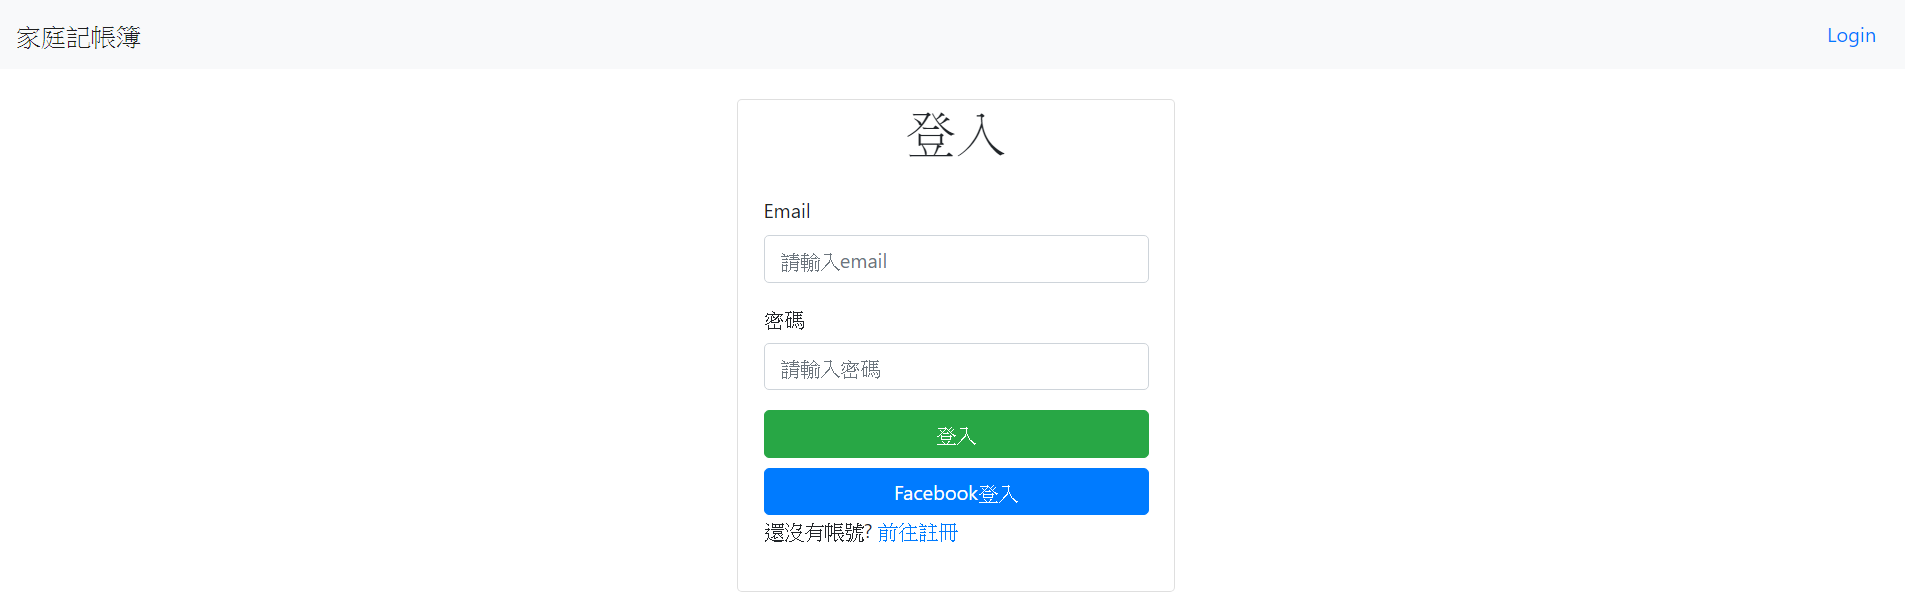 家庭記帳簿
Login
登入
Email
請輸入email
密碼
請輸入密碼
登入
Facebook登入
還沒有帳號? 前往註冊